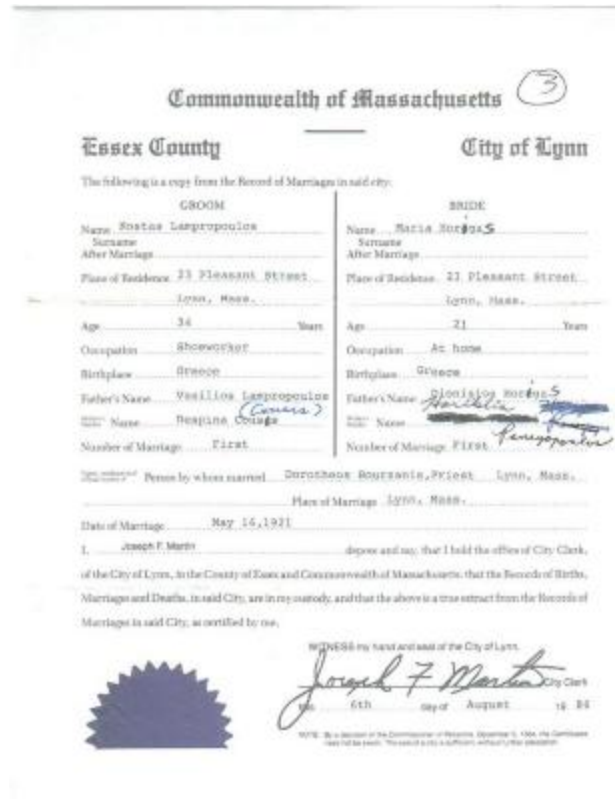 3
Commonwealth of Massachusetts
Essex County City of Lynn
The following is a copy from the Record of Marriages in said city:
GROOM BRIDE
Name Kostas Lampropoulos Name Maria
Surname After Marriage Surname After Marriage
Place of Residence 23 Pleasant Street Place of Residence 23 Pleasant Street
Lynn, Mass. Lynn, Mass.
Age 34 Years Age 21 Years
Occupation Shoeworker Occupation At home
Birthplace Greece Birthplace Greece
Father's Name Vasilios Lampropoulos Father's Name Dionisios
Name Despina Name
Number of Marriage First Number of Marriage First
Person by whom married Dorotheos Bourzanis, Priest Lynn, Mass.
Place of Marriage Lynn, Mass.
Date of Marriage May 16, 1921
I, Joseph F. Martin depose and say, that I hold the office of City Clerk,
of the City of Lynn, in the County of Essex and Commonwealth of Massachusetts, that the Records of Births,
Marriages and Deaths, in said City, are in my custody, and that the above is a true extract from the Records of
Marriages in said City, as certified by me.
WITNESS my hand and seal of the City of Lynn.
Joseph F Martin City Clerk
6th day of August 19 86